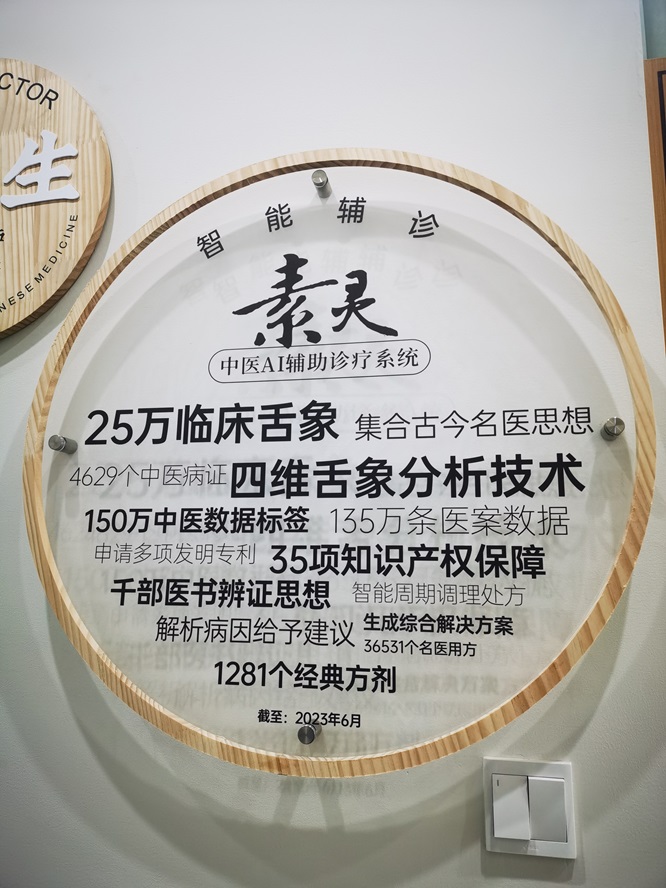 CTOR
生
NESE MEDICINE
智能辅诊
素灵
中医AI辅助诊疗系统
25万临床舌象 集合古今名医思想
4629个中医病证 四维舌象分析技术
150万中医数据标签 135万条医案数据
申请多项发明专利 35项知识产权保障
千部医书辨证思想 智能周期调理处方
解析病因给予建议 生成综合解决方案
36531个名医用方
1281个经典方剂
截至：2023年6月